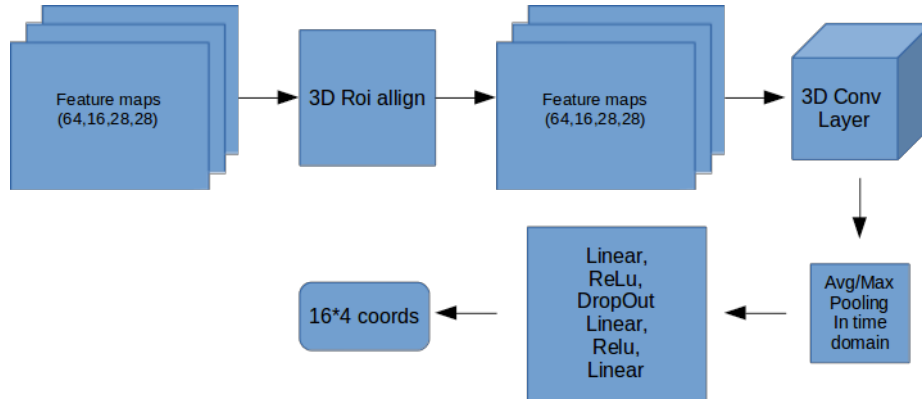 Feature maps
(64,16,28,28)
3D Roi allign
Feature maps
(64,16,28,28)
3D Conv
Layer
Avg/Max
Pooling
In time
domain
Linear,
ReLu,
DropOut
Linear,
Relu,
Linear
16*4 coords